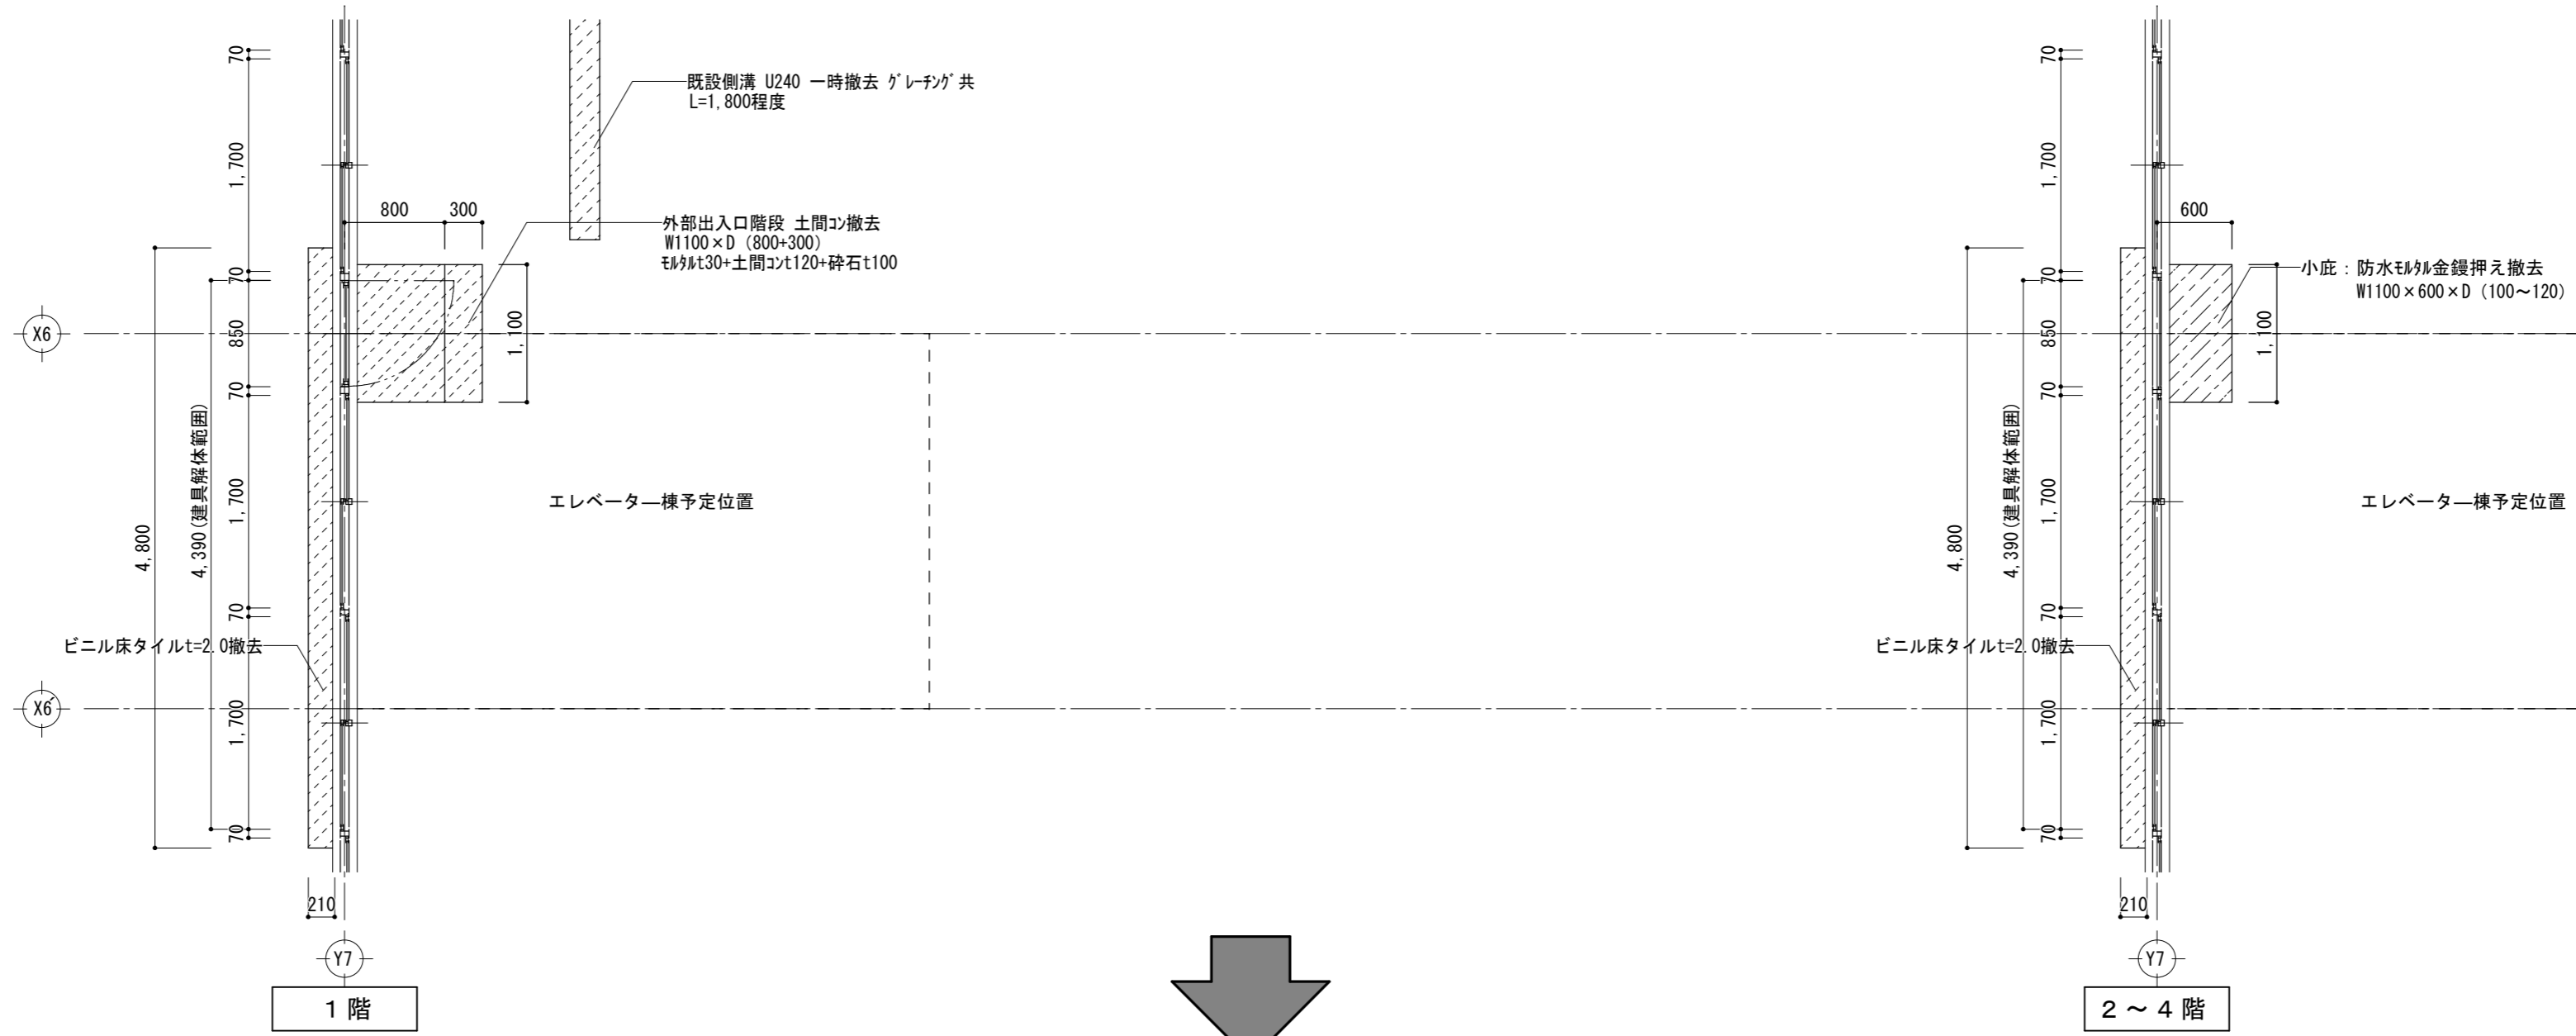 70
1,700
70
850
70
1,700
70
1,700
70
4,390(建具解体範囲)
4,800
既設側溝 U240 一時撤去 ｸﾞﾚｰﾁﾝｸﾞ共
L=1,800程度
800
300
外部出入口階段 土間ｺﾝ撤去
W1100×D (800+300)
ﾓﾙﾀﾙt30+土間ｺﾝt120+砕石t100
1,100
X6
エレベータ―棟予定位置
ビニル床タイルt=2.0撤去
X6'
210
Y7
1階
70
1,700
70
850
70
1,700
70
1,700
70
4,390(建具解体範囲)
4,800
600
小庇：防水ﾓﾙﾀﾙ金鏝押え撤去
W1100×600×D (100～120)
1,100
エレベータ―棟予定位置
ビニル床タイルt=2.0撤去
210
Y7
2～4階